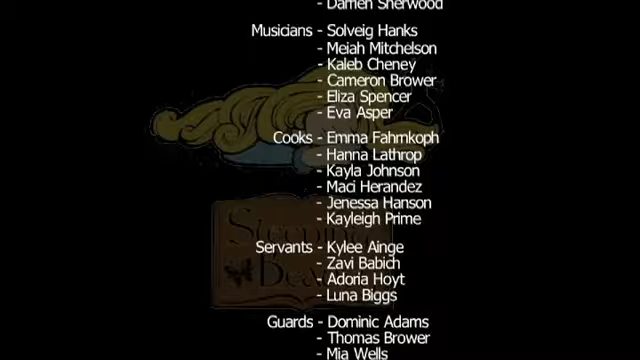 - Darrien Sherwood
Musicians - Solveig Hanks
- Meiah Mitchelson
- Kaleb Cheney
- Cameron Brower
- Eliza Spencer
- Eva Asper
Cooks - Emma Fahrnkoph
- Hanna Lathrop
- Kayla Johnson
- Maci Herandez
- Jenessa Hanson
- Kayleigh Prime
Sleeping
Servants - Kylee Ainge
- Zavi Babich
- Adoria Hoyt
- Luna Biggs
Guards - Dominic Adams
- Thomas Brower
- Mia Wells